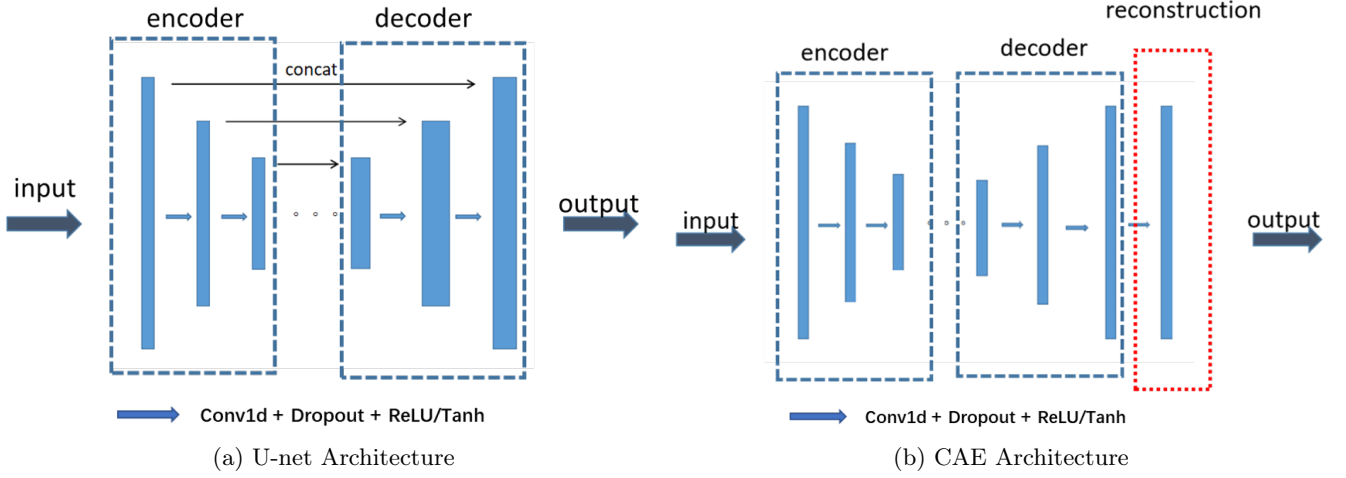 encoder
decoder
concat
input
output
Conv1d + Dropout + ReLU/Tanh
(a) U-net Architecture
reconstruction
encoder
decoder
input
output
Conv1d + Dropout + ReLU/Tanh
(b) CAE Architecture